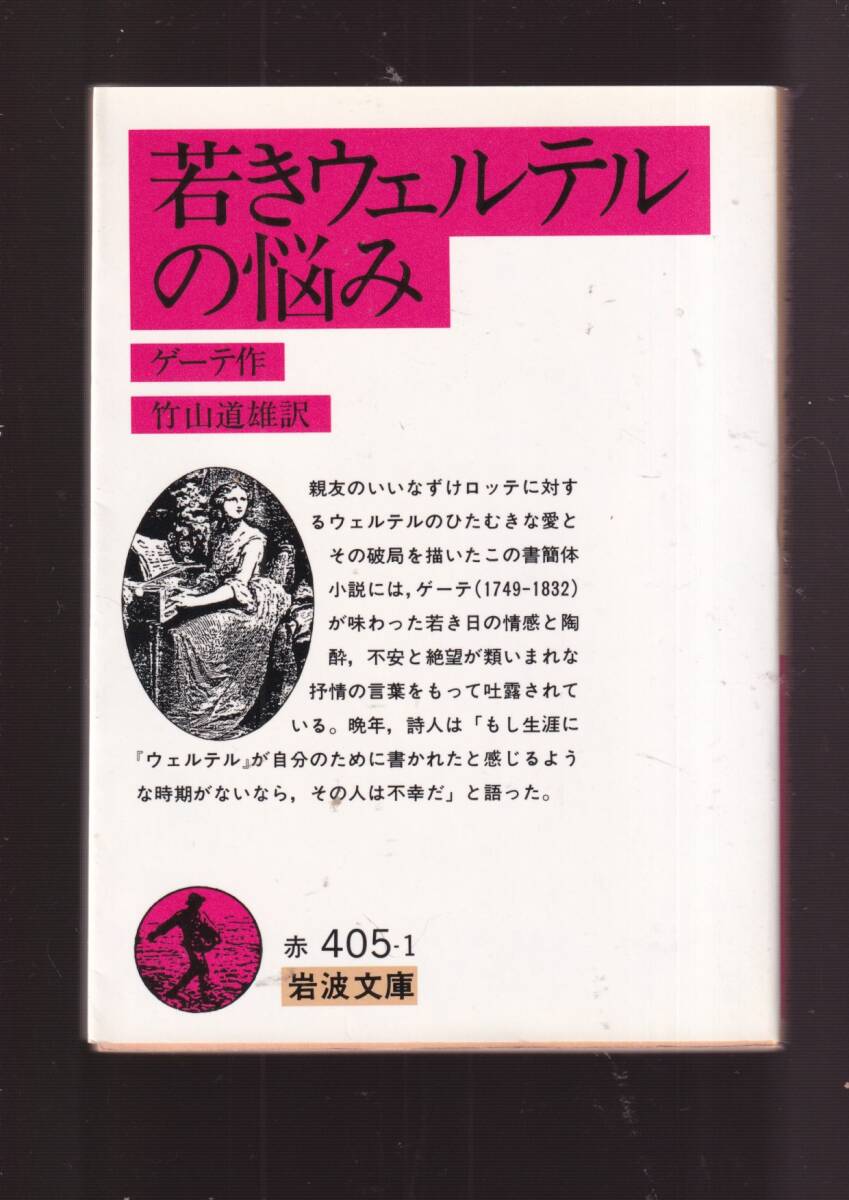 若きウェルテル
の悩み
ゲーテ作
竹山道雄訳
親友のいいなずけロッテに対す
るウェルテルのひたむきな愛と
その破局を描いたこの書簡体
小説には，ゲーテ(1749-1832)
が味わった若き日の情感と陶
酔，不安と絶望が類いまれな
抒情の言葉をもって吐露されて
いる。晩年，詩人は「もし生涯に
『ウェルテル』が自分のために書かれたと感じるよう
な時期がないなら，その人は不幸だ」と語った。
赤 405-1
岩波文庫